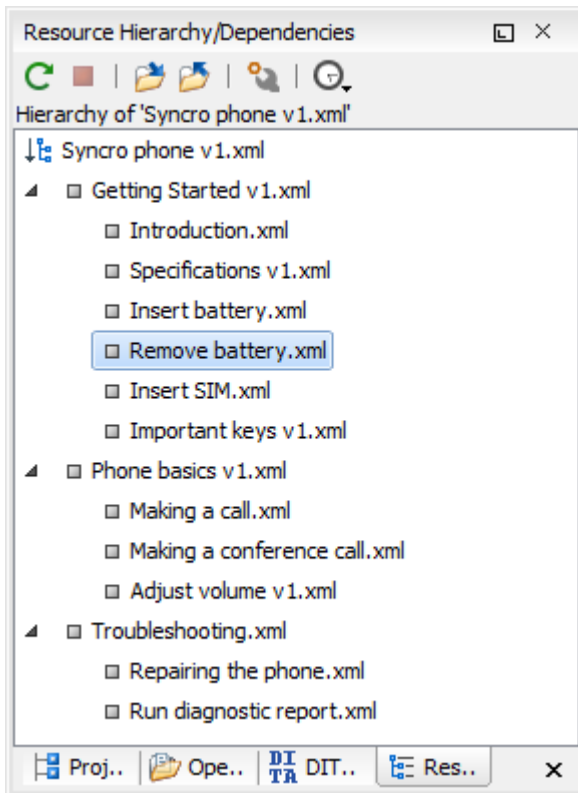 Resource Hierarchy/Dependencies
Hierarchy of 'Syncro phone v1.xml'
Syncro phone v1.xml
Getting Started v1.xml
Introduction.xml
Specifications v1.xml
Insert battery.xml
Remove battery.xml
Insert SIM.xml
Important keys v1.xml
Phone basics v1.xml
Making a call.xml
Making a conference call.xml
Adjust volume v1.xml
Troubleshooting.xml
Repairing the phone.xml
Run diagnostic report.xml
Proj.. Ope.. DITA DIT.. Res..